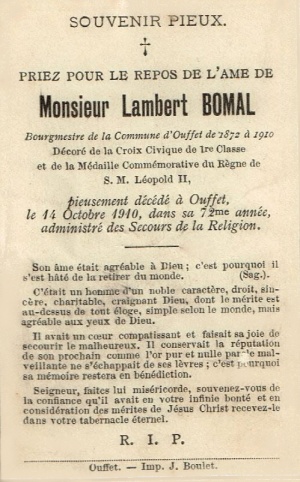 SOUVENIR PIEUX.
†
PRIEZ POUR LE REPOS DE L'AME DE
Monsieur Lambert BOMAL
Bourgmestre de la Commune d'Ouffet de 1872 à 1910
Décoré de la Croix Civique de 1re Classe
et de la Médaille Commémorative du Règne de
S. M. Léopold II,
pieusement décédé à Ouffet,
le 14 Octobre 1910, dans sa 72me année,
administré des Secours de la Religion.
Son âme était agréable à Dieu ; c'est pourquoi il
s'est hâté de la retirer du monde. (Sag.)
C'était un homme d'un noble caractère, droit, sin-
cère, charitable, craignant Dieu, dont le mérite est
au-dessus de tout éloge, simple selon le monde, mais
agréable aux yeux de Dieu.
Il avait un cœur compatissant et faisait sa joie de
secourir le malheureux. Il conservait la réputation
de son prochain comme l'or pur et nulle parole mal-
veillante ne s'échappait de ses lèvres ; c'est pourquoi
sa mémoire restera en bénédiction.
Seigneur, faites lui miséricorde, souvenez-vous de
la confiance qu'il avait en votre infinie bonté et en
considération des mérites de Jésus Christ recevez-le
dans votre tabernacle éternel.
R. I. P.
Ouffet. — Imp. J. Boulet.